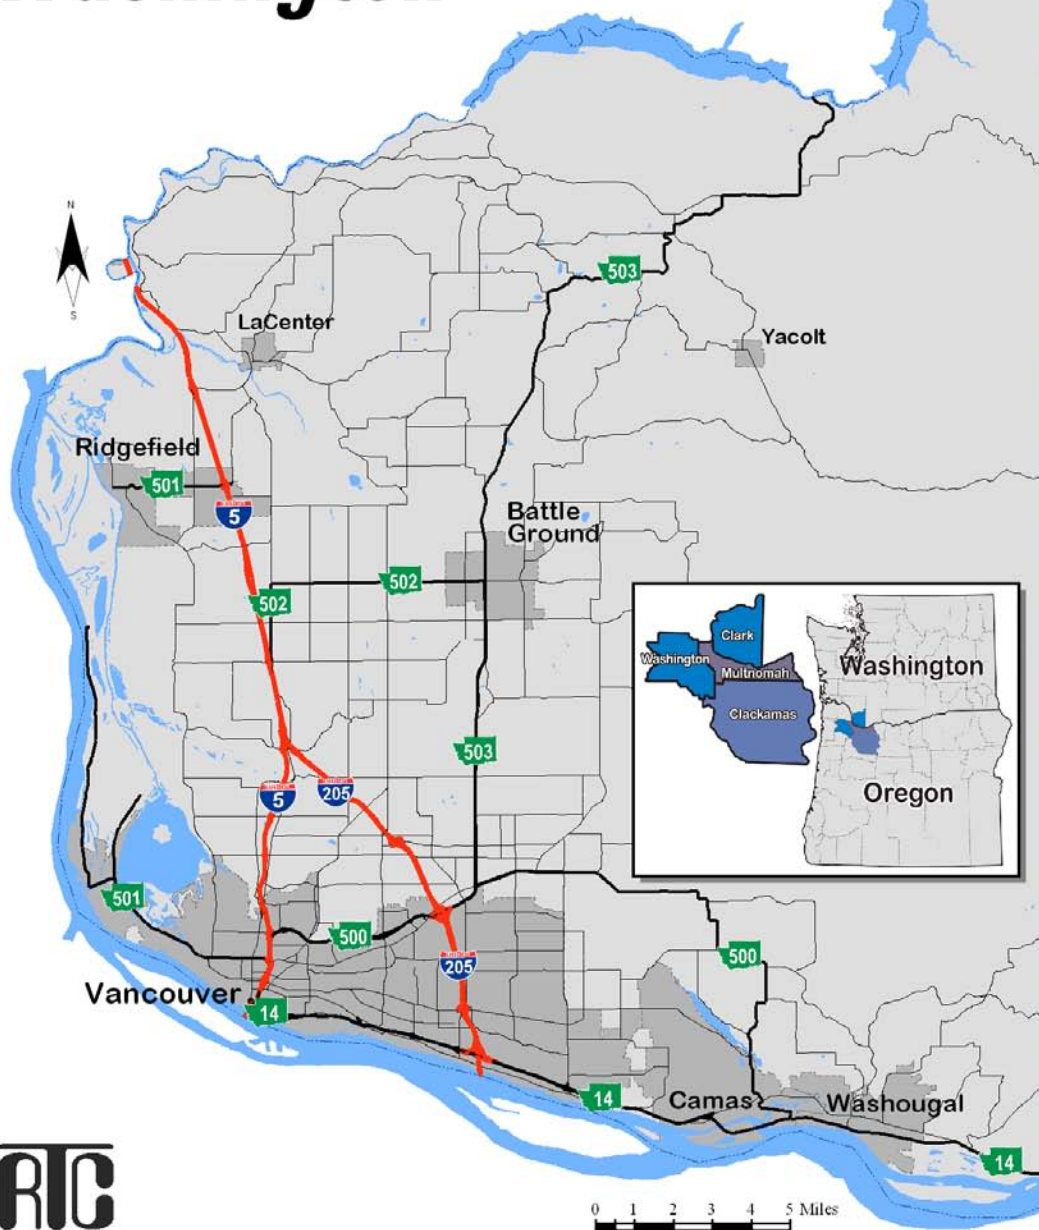 Washington
N
S
503
LaCenter
Yacolt
Ridgefield
501
5
Battle
Ground
502
502
Clark
Washington
Multnomah
Clackamas
Washington
Oregon
503
5
205
501
500
500
205
Vancouver
14
14
Camas
Washougal
14
RTC
0 1 2 3 4 5 Miles